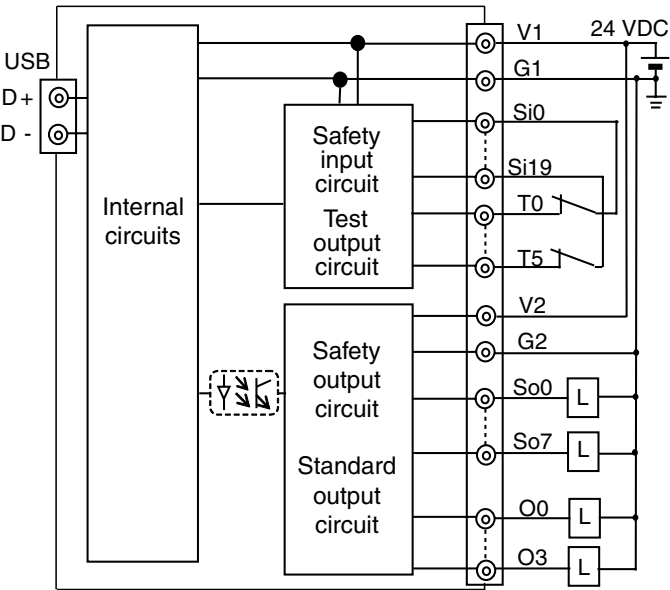 V1
24 VDC
USB
G1
D+
D -
Si0
Safety
input
circuit
Si19
Internal
circuits
T0
Test
output
circuit
T5
V2
G2
Safety
output
circuit
So0
L
So7
L
Standard
output
circuit
O0
L
O3
L